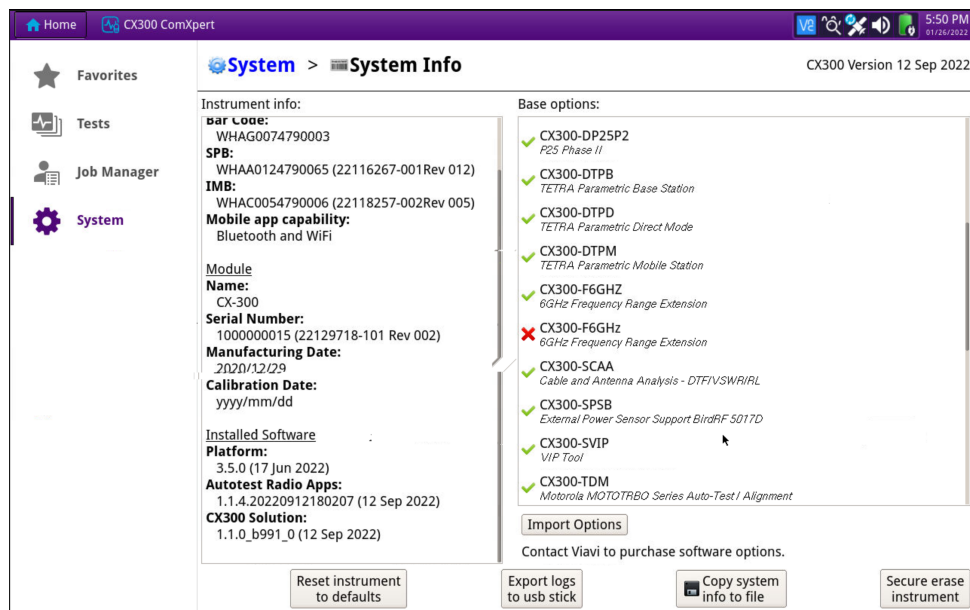 Home
CX300 ComXpert
5:50 PM
01/26/2022
Favorites
Tests
Job Manager
System
System > System Info
CX300 Version 12 Sep 2022
Instrument info:
Bar Code:
WHAG0074790003
SPB:
WHAA0124790065 (22116267-001Rev 012)
IMB:
WHAC0054790006 (22118257-002Rev 005)
Mobile app capability:
Bluetooth and WiFi
Module
Name:
CX-300
Serial Number:
1000000015 (22129718-101 Rev 002)
Manufacturing Date:
2020/12/29
Calibration Date:
yyyy/mm/dd
Installed Software
Platform:
3.5.0 (17 Jun 2022)
Autotest Radio Apps:
1.1.4.20220912180207 (12 Sep 2022)
CX300 Solution:
1.1.0_b991_0 (12 Sep 2022)
Base options:
CX300-DP25P2
P25 Phase II
CX300-DTPB
TETRA Parametric Base Station
CX300-DTPD
TETRA Parametric Direct Mode
CX300-DTPM
TETRA Parametric Mobile Station
CX300-F6GHZ
6GHz Frequency Range Extension
CX300-F6GHz
6GHz Frequency Range Extension
CX300-SCAA
Cable and Antenna Analysis - DTF/VSWR/RL
CX300-SPSB
External Power Sensor Support BirdRF 5017D
CX300-SVIP
VIP Tool
CX300-TDM
Motorola MOTOTRBO Series Auto-Test / Alignment
Import Options
Contact Viavi to purchase software options.
Reset instrument
to defaults
Export logs
to usb stick
Copy system
info to file
Secure erase
instrument